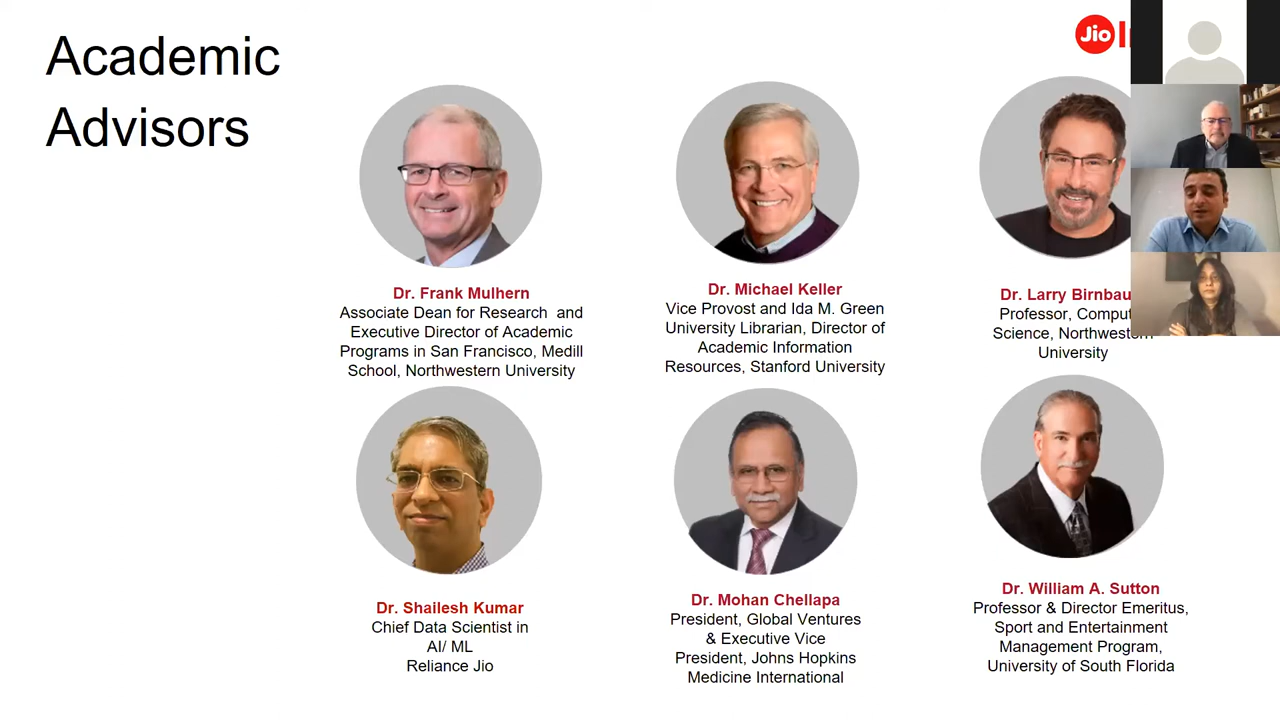 Academic
Advisors
Jio
Dr. Frank Mulhern
Associate Dean for Research and
Executive Director of Academic
Programs in San Francisco, Medill
School, Northwestern University
Dr. Michael Keller
Vice Provost and Ida M. Green
University Librarian, Director of
Academic Information
Resources, Stanford University
Dr. Larry
Professor,
Science, Northwestern
University
Dr. Shailesh Kumar
Chief Data Scientist in
AI/ ML
Reliance Jio
Dr. Mohan Chellapa
President, Global Ventures
& Executive Vice
President, Johns Hopkins
Medicine International
Dr. William A. Sutton
Professor & Director Emeritus,
Sport and Entertainment
Management Program,
University of South Florida